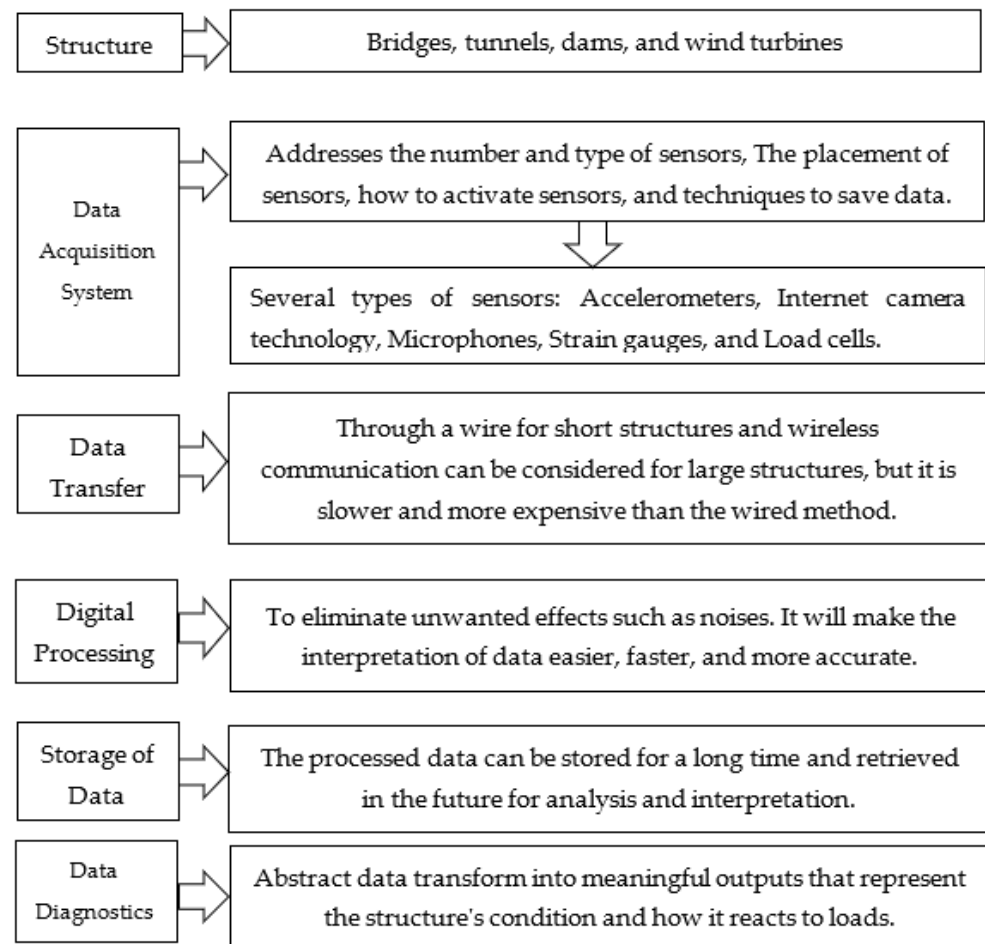 Structure
Bridges, tunnels, dams, and wind turbines
Data
Acquisition
System
Addresses the number and type of sensors, The placement of
sensors, how to activate sensors, and techniques to save data.
Several types of sensors: Accelerometers, Internet camera
technology, Microphones, Strain gauges, and Load cells.
Data
Transfer
Through a wire for short structures and wireless
communication can be considered for large structures, but it is
slower and more expensive than the wired method.
Digital
Processing
To eliminate unwanted effects such as noises. It will make the
interpretation of data easier, faster, and more accurate.
Storage of
Data
The processed data can be stored for a long time and retrieved
in the future for analysis and interpretation.
Data
Diagnostics
Abstract data transform into meaningful outputs that represent
the structure's condition and how it reacts to loads.